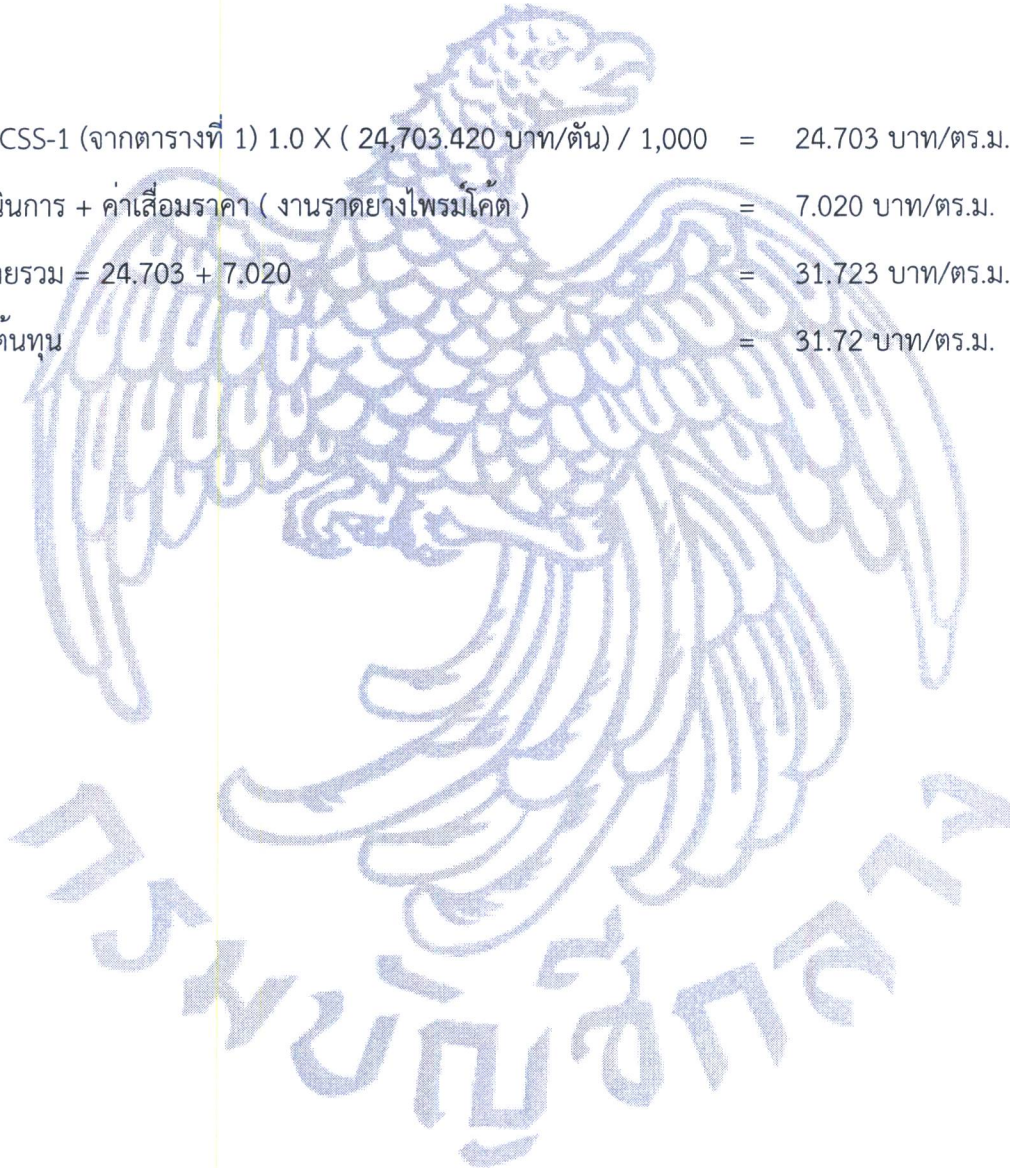 CSS-1 (จากตารางที่ 1) 1.0 X ( 24,703.420 บาท/ตัน) / 1,000 = 24.703 บาท/ตร.ม.
นินการ + ค่าเสื่อมราคา ( งานราดยางไพรม์โค้ต ) = 7.020 บาท/ตร.ม.
ายรวม = 24.703 + 7.020 = 31.723 บาท/ตร.ม.
ต้นทุน = 31.72 บาท/ตร.ม.
กรมบัญชีกลาง